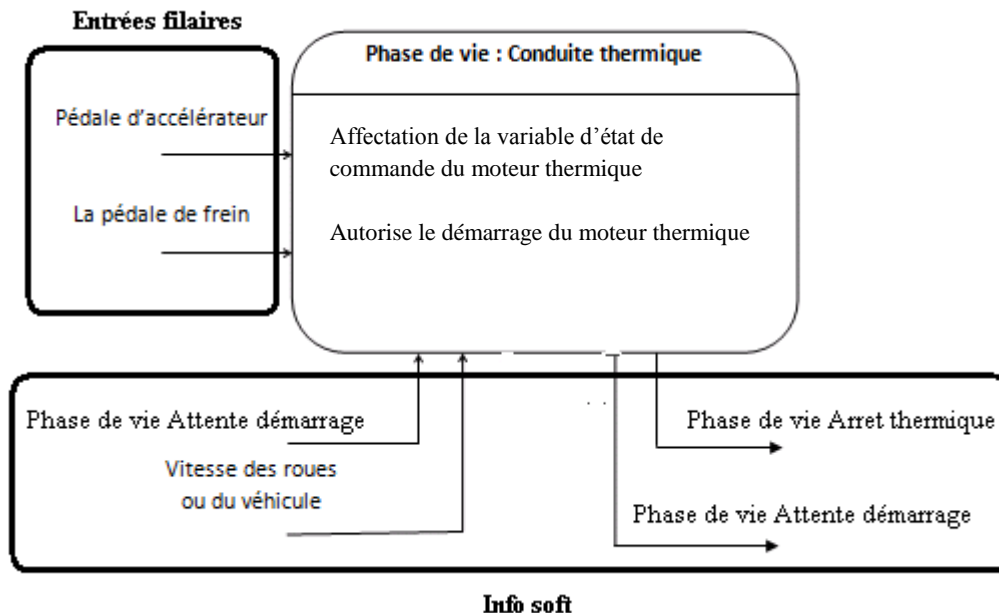 Entrées filaires
Phase de vie : Conduite thermique
Pédale d'accélérateur
La pédale de frein
Affectation de la variable d'état de
commande du moteur thermique
Autorise le démarrage du moteur thermique
Phase de vie Attente démarrage
Vitesse des roues
ou du véhicule
Phase de vie Arret thermique
Phase de vie Attente démarrage
Info soft